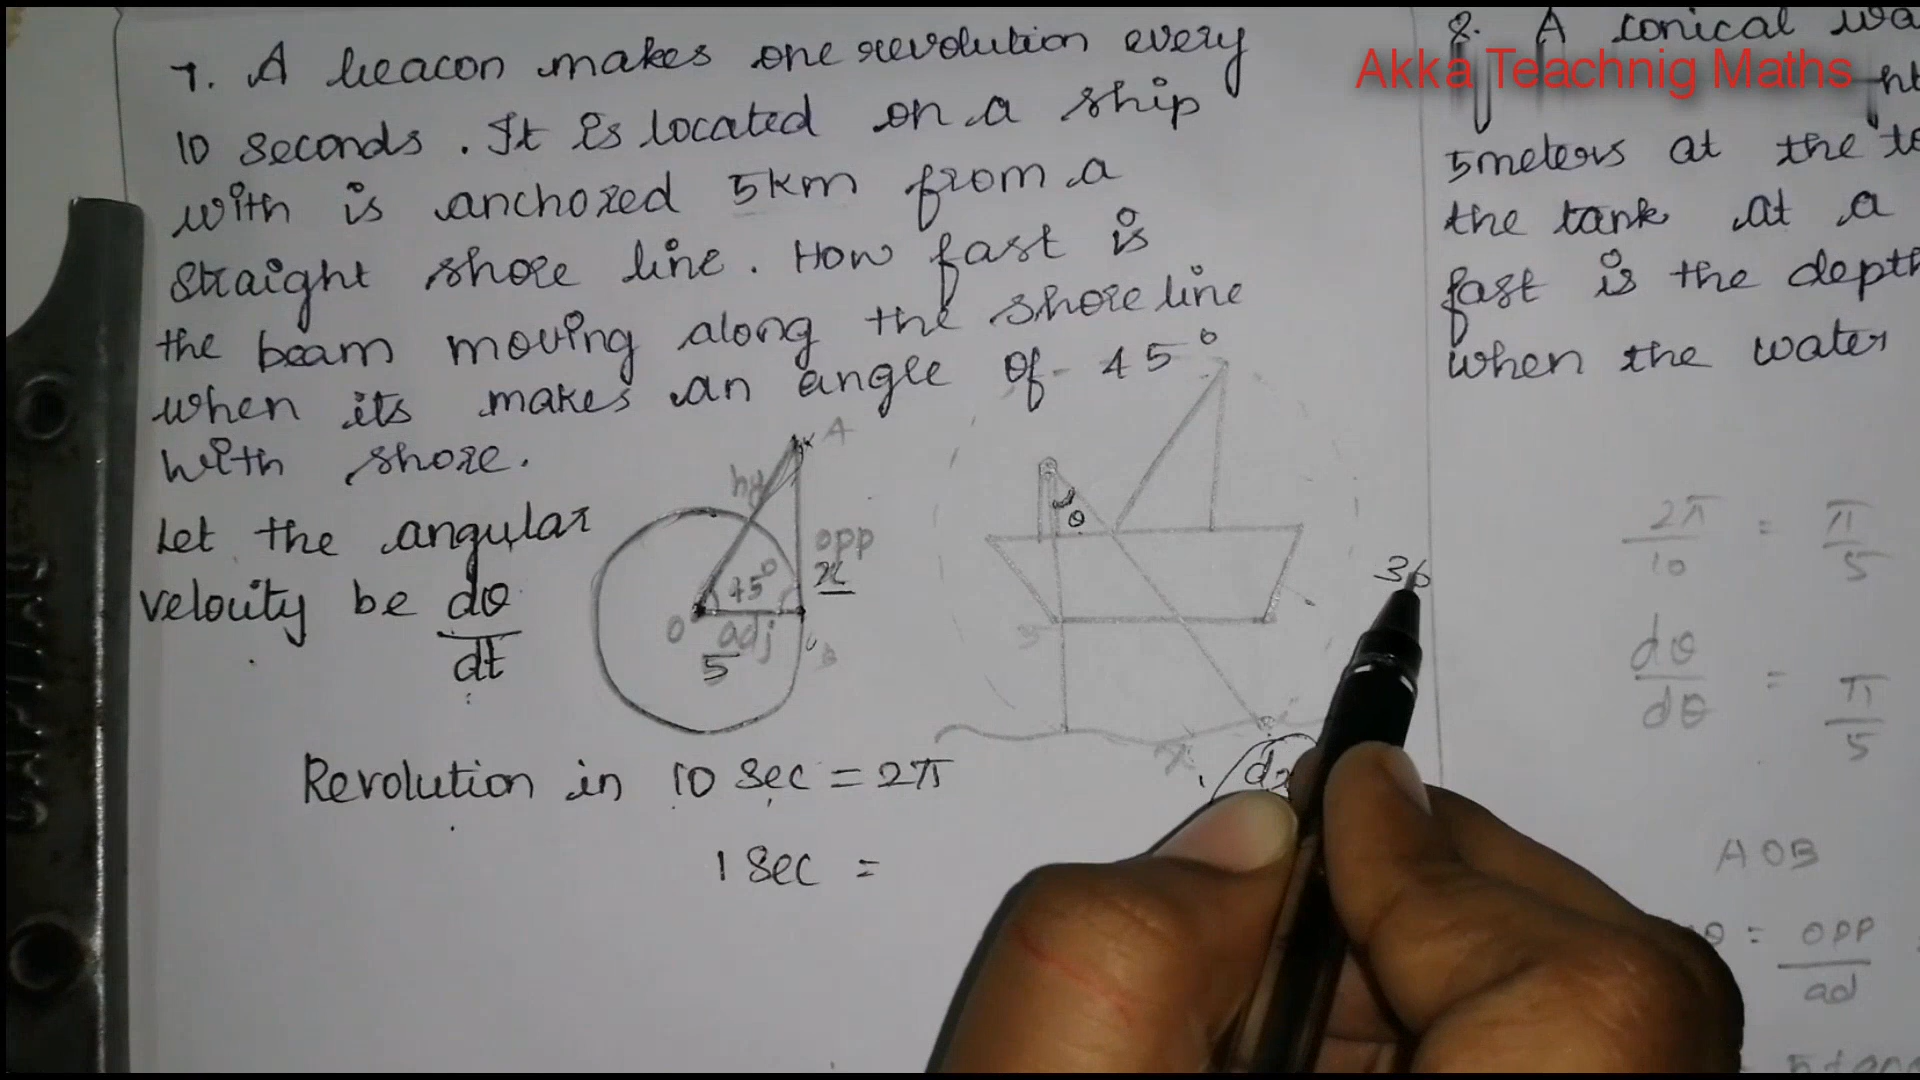 7. A beacon makes one revolution every
10 seconds. It is located on a ship
with is anchored 5km from a
straight shore line. How fast is
the beam moving along the shore line
when its makes an angle of 45°
with shore.
Let the angular
velocity be dθ
dt
A
hy
opp
x
45°
O
adj
5
B
θ
5
x
Revolution in 10 sec = 2π
1 sec =
36
8. A conical wa
Akka Teachnig Maths
5meters at the to
the tank at a
fast is the depth
when the water
2π = π
10 5
dθ = π
dθ 5
AOB
θ = opp
ad